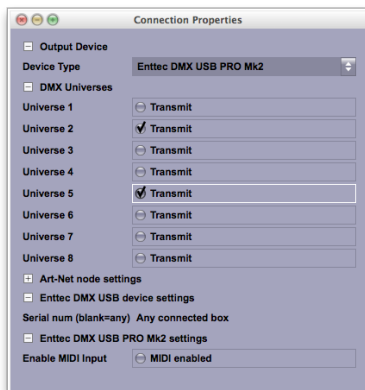 Connection Properties
Output Device
Device Type Enttec DMX USB PRO Mk2
DMX Universes
Universe 1 Transmit
Universe 2 Transmit
Universe 3 Transmit
Universe 4 Transmit
Universe 5 Transmit
Universe 6 Transmit
Universe 7 Transmit
Universe 8 Transmit
Art-Net node settings
Enttec DMX USB device settings
Serial num (blank=any) Any connected box
Enttec DMX USB PRO Mk2 settings
Enable MIDI Input MIDI enabled